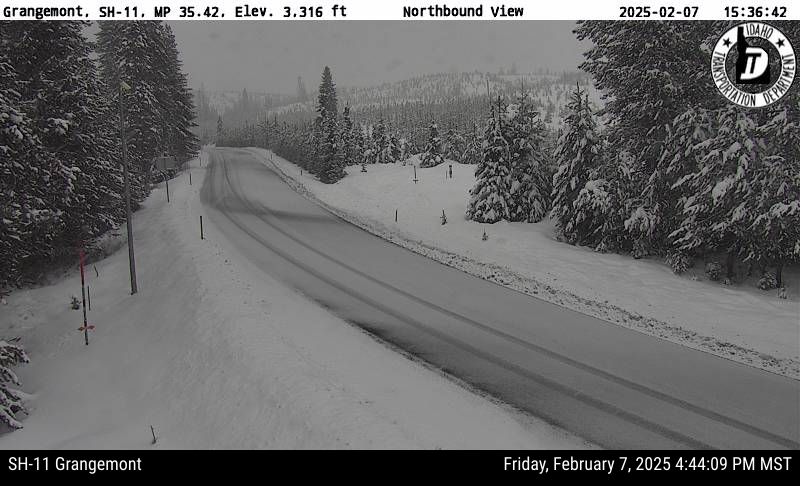 Grangemont, SH-11, MP 35.42, Elev. 3,316 ft Northbound View 2025-02-07 15:36:42
IDAHO
TRANSPORTATION DEPARTMENT
SH-11 Grangemont Friday, February 7, 2025 4:44:09 PM MST